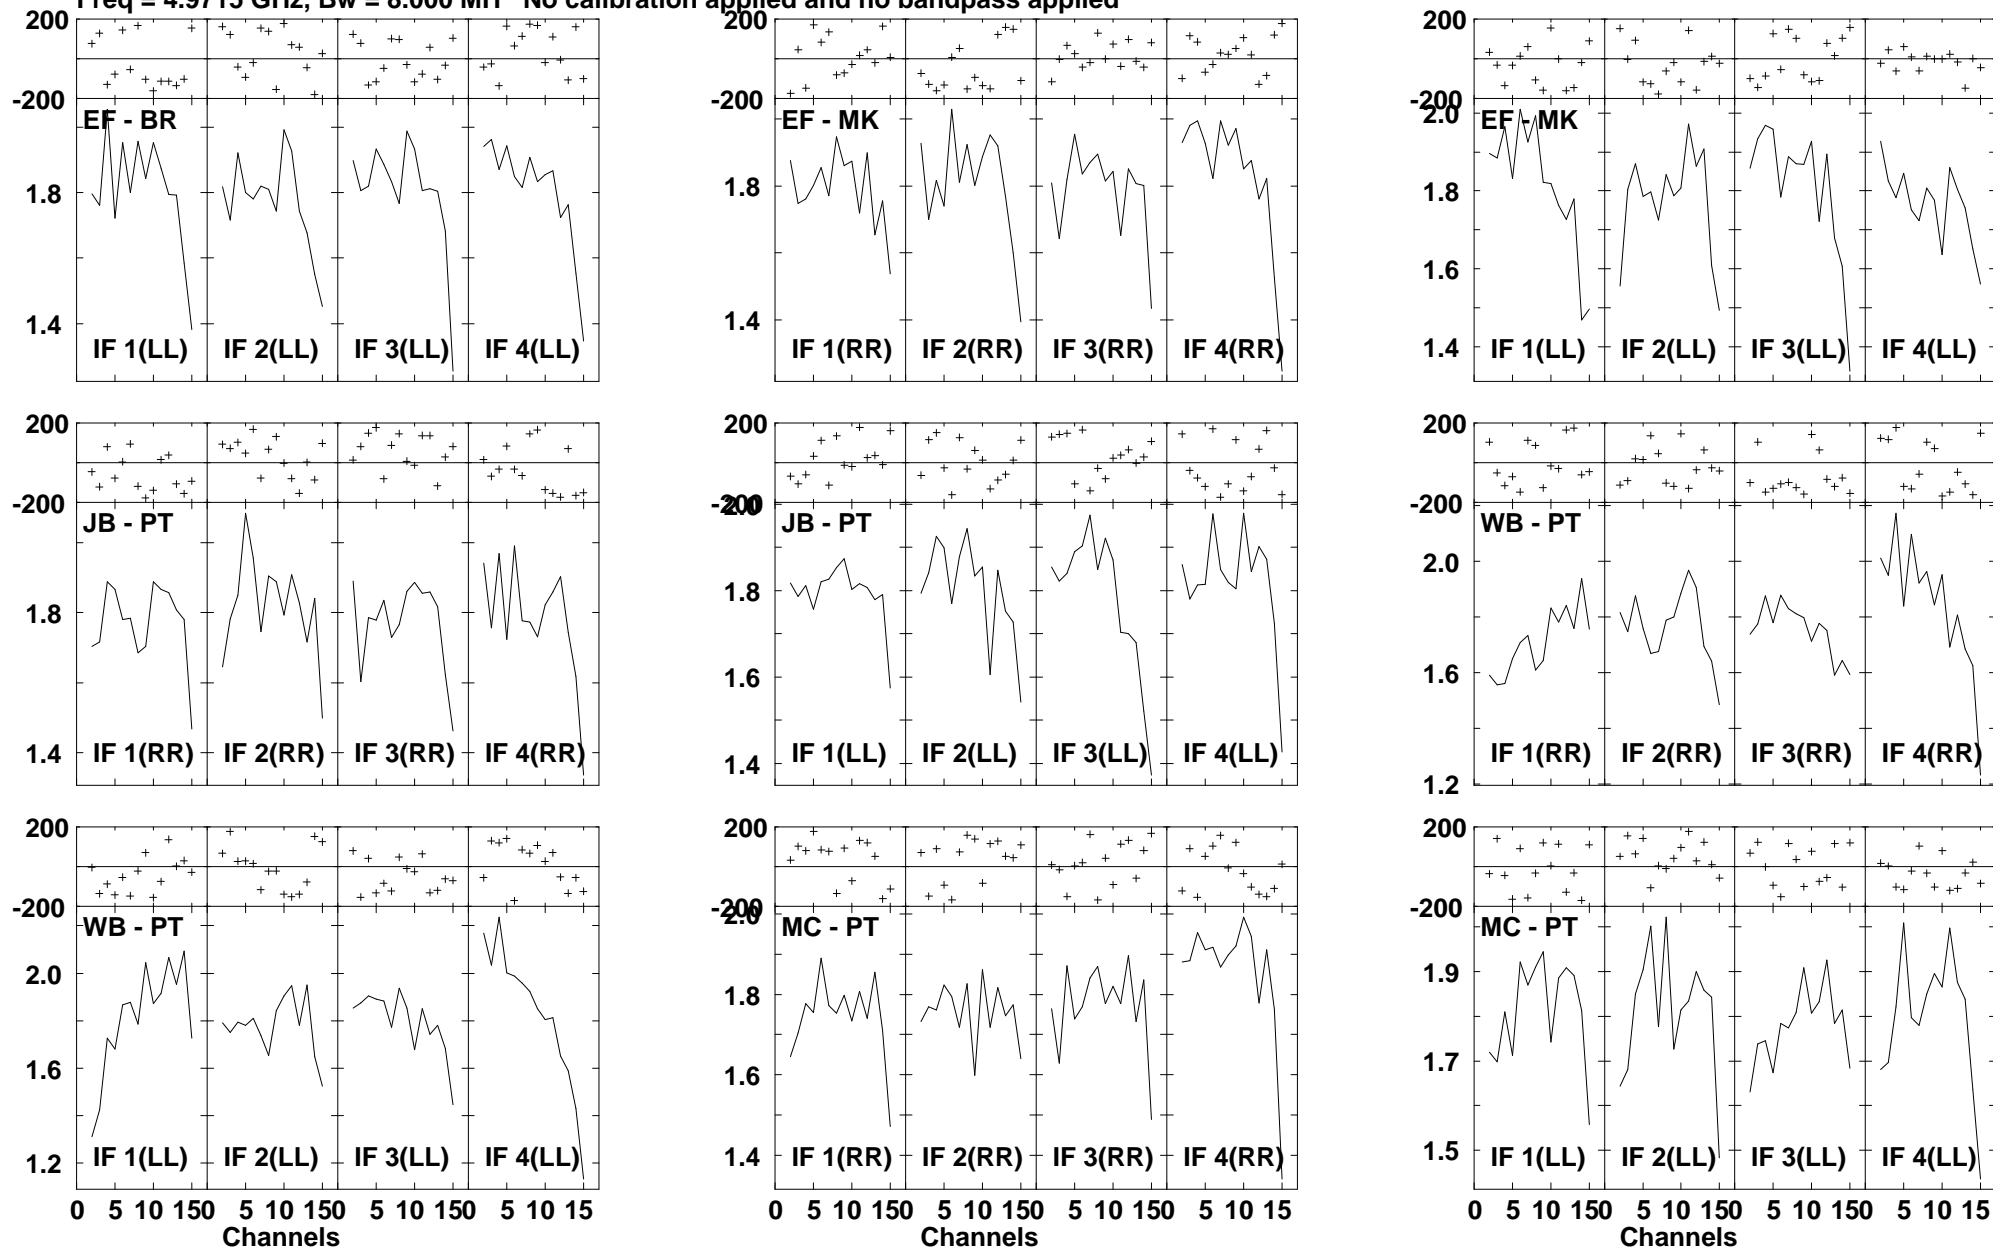 Freq = 4.9715 GHz, Bw = 8.000 MH No calibration applied and no bandpass applied
200
-200
EF - BR
1.8
1.4
IF 1(LL) IF 2(LL) IF 3(LL) IF 4(LL)
200
-200
EF - MK
1.8
1.4
IF 1(RR) IF 2(RR) IF 3(RR) IF 4(RR)
200
-200
2.0
EF - MK
1.8
1.6
1.4
IF 1(LL) IF 2(LL) IF 3(LL) IF 4(LL)
200
-200
JB - PT
1.8
1.4
IF 1(RR) IF 2(RR) IF 3(RR) IF 4(RR)
200
-200
2.0
JB - PT
1.8
1.6
1.4
IF 1(LL) IF 2(LL) IF 3(LL) IF 4(LL)
200
-200
WB - PT
2.0
1.6
1.2
IF 1(RR) IF 2(RR) IF 3(RR) IF 4(RR)
200
-200
WB - PT
2.0
1.6
1.2
IF 1(LL) IF 2(LL) IF 3(LL) IF 4(LL)
0 5 10 150 5 10 150 5 10 150 5 10 15
Channels
200
-200
2.0
MC - PT
1.8
1.6
1.4
IF 1(RR) IF 2(RR) IF 3(RR) IF 4(RR)
0 5 10 150 5 10 150 5 10 150 5 10 15
Channels
200
-200
MC - PT
1.9
1.7
1.5
IF 1(LL) IF 2(LL) IF 3(LL) IF 4(LL)
0 5 10 150 5 10 150 5 10 150 5 10 15
Channels